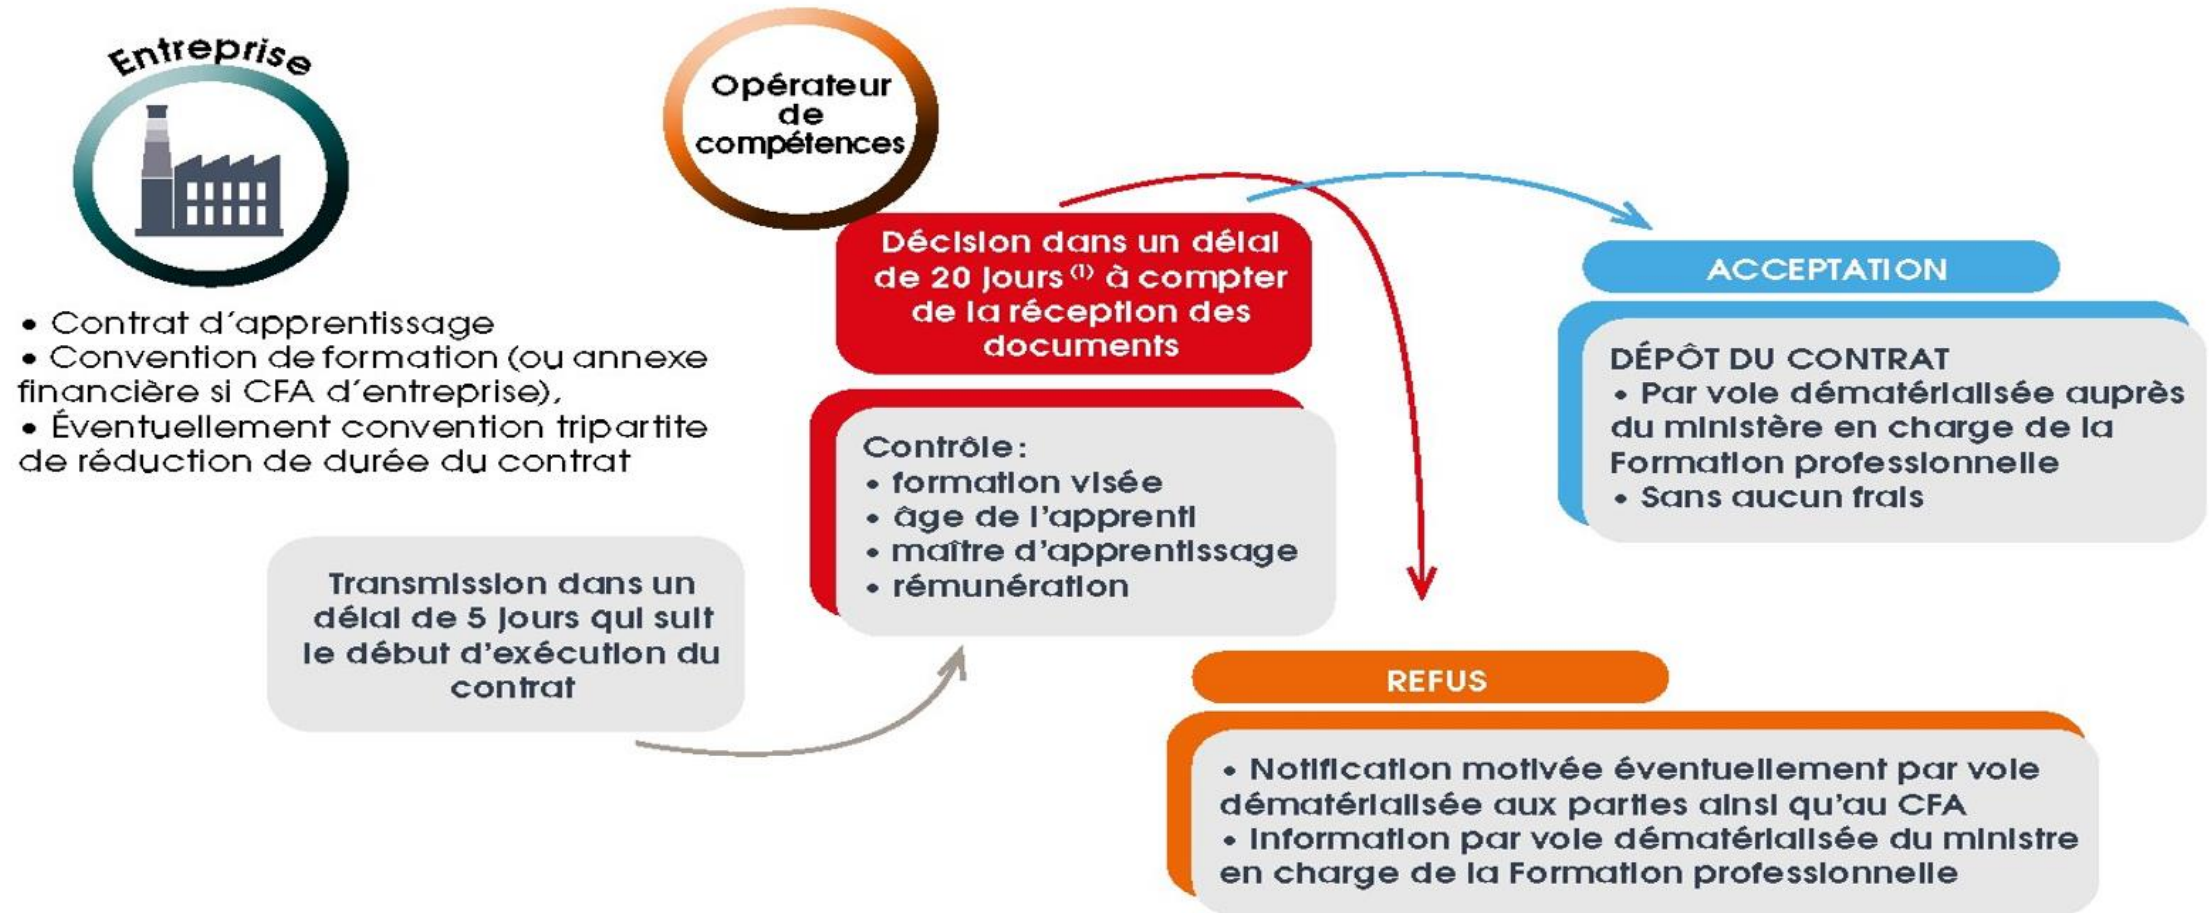 Entreprise
• Contrat d'apprentissage
• Convention de formation (ou annexe
financière si CFA d'entreprise),
• Éventuellement convention tripartite
de réduction de durée du contrat
Transmission dans un
délai de 5 jours qui suit
le début d'exécution du
contrat
Opérateur
de
compétences
Décision dans un délai
de 20 jours (1) à compter
de la réception des
documents
Contrôle :
• formation visée
• âge de l'apprenti
• maître d'apprentissage
• rémunération
ACCEPTATION
DÉPÔT DU CONTRAT
• Par voie dématérialisée auprès
du ministère en charge de la
Formation professionnelle
• Sans aucun frais
REFUS
• Notification motivée éventuellement par voie
dématérialisée aux parties ainsi qu'au CFA
• Information par voie dématérialisée du ministre
en charge de la Formation professionnelle